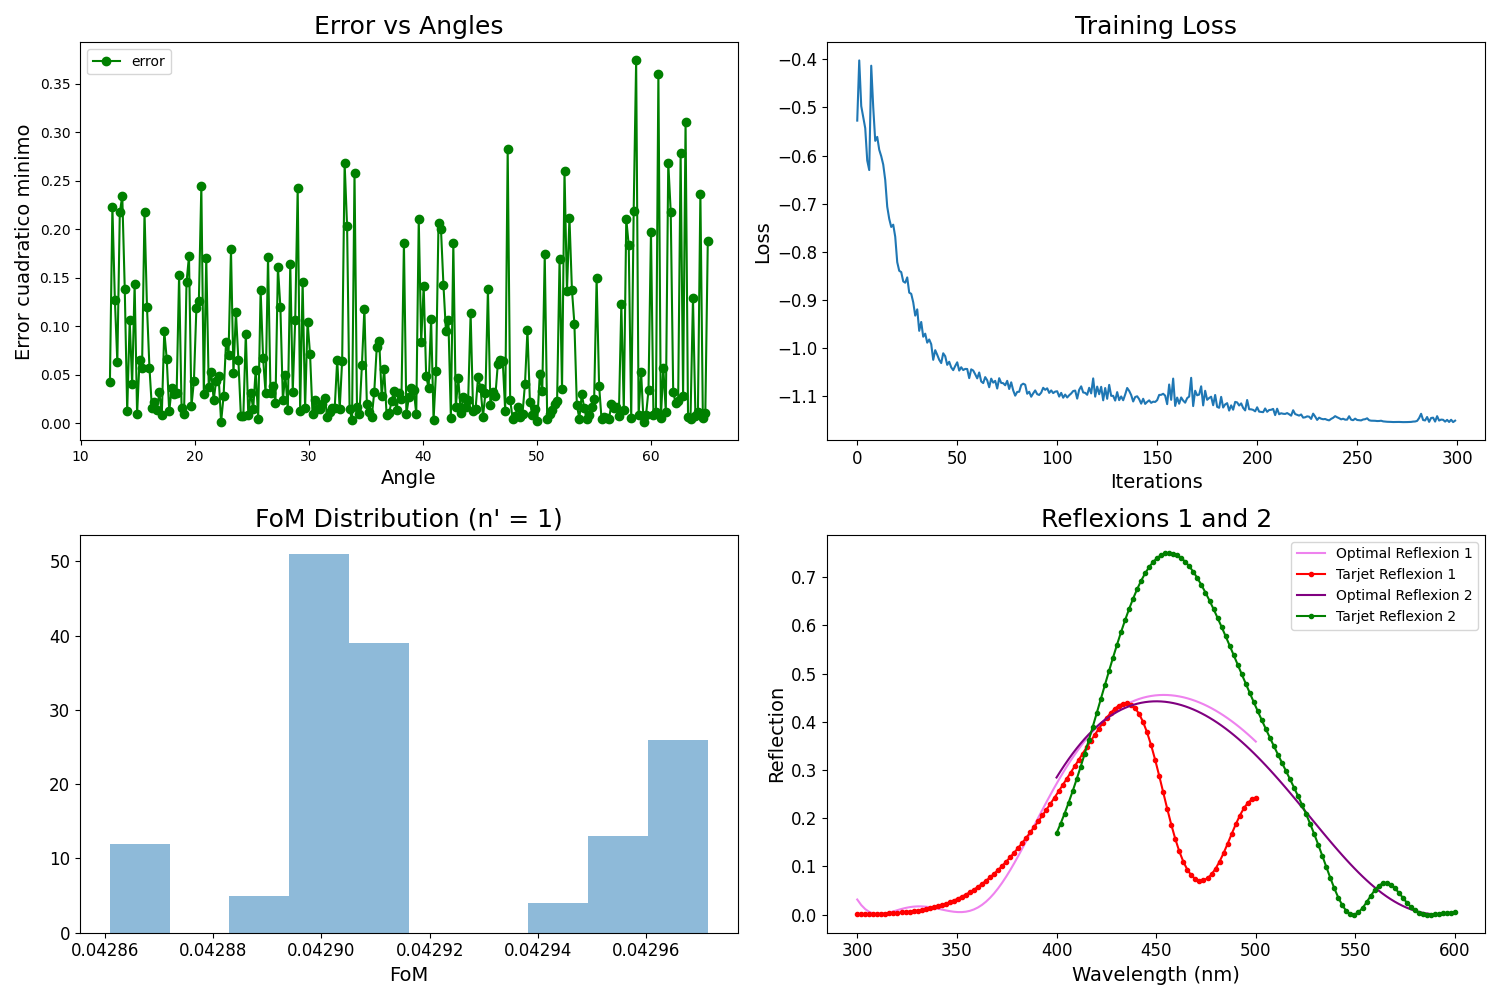 Error vs Angles
error
Error cuadratico minimo
0.35
0.30
0.25
0.20
0.15
0.10
0.05
0.00
10 20 30 40 50 60
Angle
Training Loss
Loss
−0.4
−0.5
−0.6
−0.7
−0.8
−0.9
−1.0
−1.1
0 50 100 150 200 250 300
Iterations
FoM Distribution (n' = 1)
50
40
30
20
10
0
0.04286 0.04288 0.04290 0.04292 0.04294 0.04296
FoM
Reflexions 1 and 2
Optimal Reflexion 1
Tarjet Reflexion 1
Optimal Reflexion 2
Tarjet Reflexion 2
Reflection
0.7
0.6
0.5
0.4
0.3
0.2
0.1
0.0
300 350 400 450 500 550 600
Wavelength (nm)